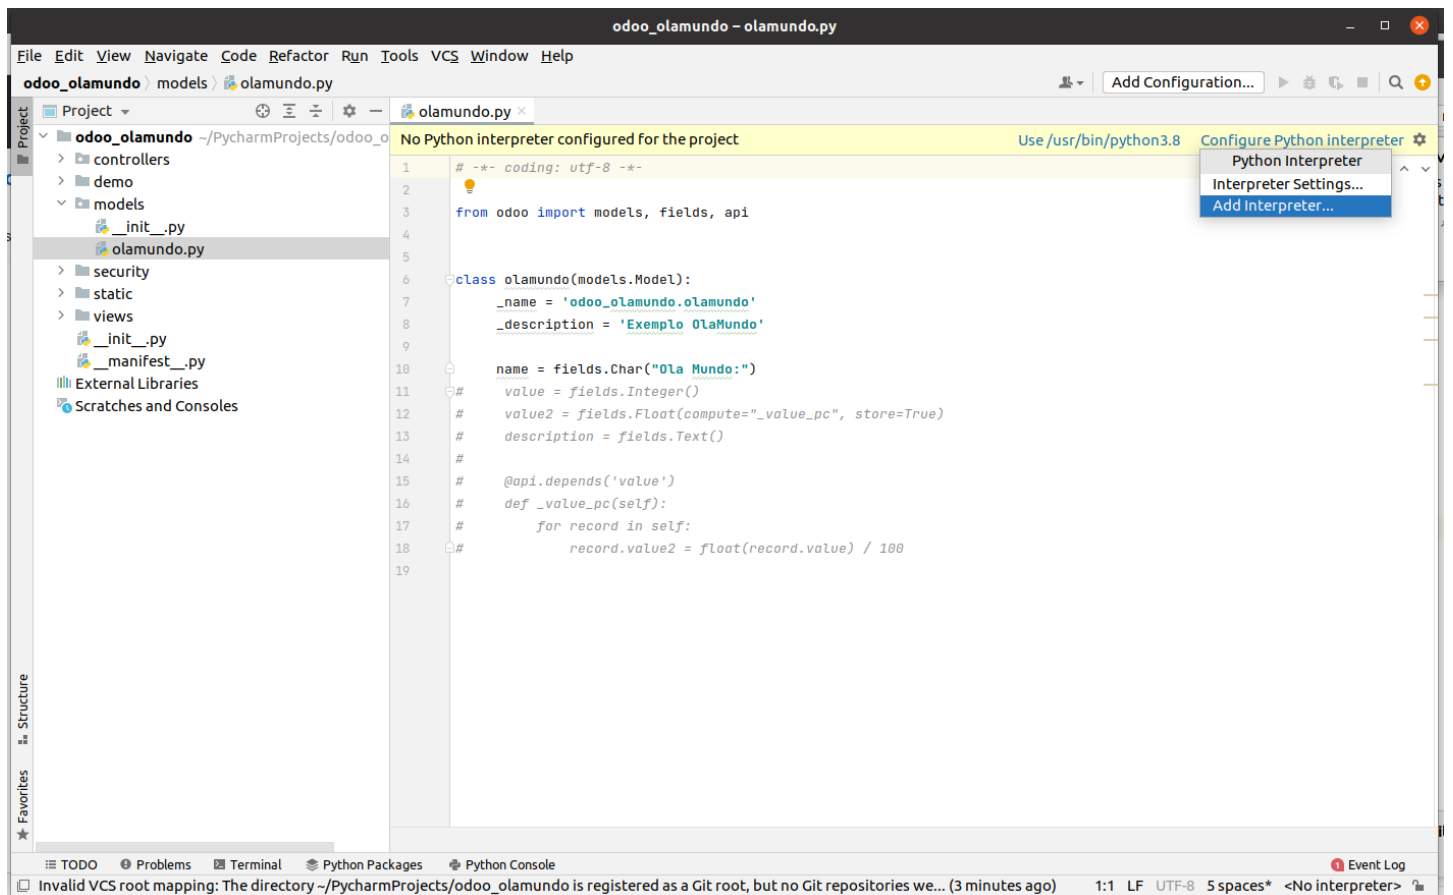 odoo_olamundo – olamundo.py
File Edit View Navigate Code Refactor Run Tools VCS Window Help
odoo_olamundo models olamundo.py Add Configuration...
Project olamundo.py
Project
No Python interpreter configured for the project Use /usr/bin/python3.8 Configure Python interpreter
Python Interpreter
Interpreter Settings...
Add Interpreter...
odoo_olamundo ~/PycharmProjects/odoo_o
controllers
demo
models
__init__.py
olamundo.py
security
static
views
__init__.py
__manifest__.py
External Libraries
Scratches and Consoles
1 # -*- coding: utf-8 -*-
2
3 from odoo import models, fields, api
4
5
6 class olamundo(models.Model):
7 _name = 'odoo_olamundo.olamundo'
8 _description = 'Exemplo OlaMundo'
9
10 name = fields.Char("Ola Mundo:")
11 # value = fields.Integer()
12 # value2 = fields.Float(compute="_value_pc", store=True)
13 # description = fields.Text()
14 #
15 # @api.depends('value')
16 # def _value_pc(self):
17 # for record in self:
18 # record.value2 = float(record.value) / 100
19
Structure
Favorites
TODO Problems Terminal Python Packages Python Console 1 Event Log
Invalid VCS root mapping: The directory ~/PycharmProjects/odoo_olamundo is registered as a Git root, but no Git repositories we... (3 minutes ago) 1:1 LF UTF-8 5 spaces* <No interpreter>